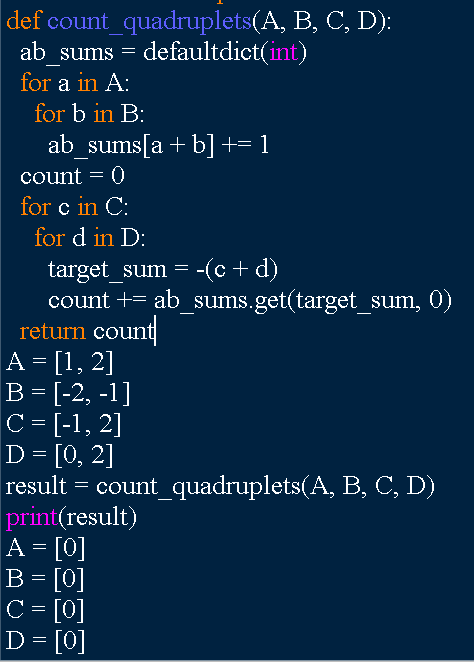 def count_quadruplets(A, B, C, D):
  ab_sums = defaultdict(int)
  for a in A:
    for b in B:
      ab_sums[a + b] += 1
  count = 0
  for c in C:
    for d in D:
      target_sum = -(c + d)
      count += ab_sums.get(target_sum, 0)
  return count
A = [1, 2]
B = [-2, -1]
C = [-1, 2]
D = [0, 2]
result = count_quadruplets(A, B, C, D)
print(result)
A = [0]
B = [0]
C = [0]
D = [0]